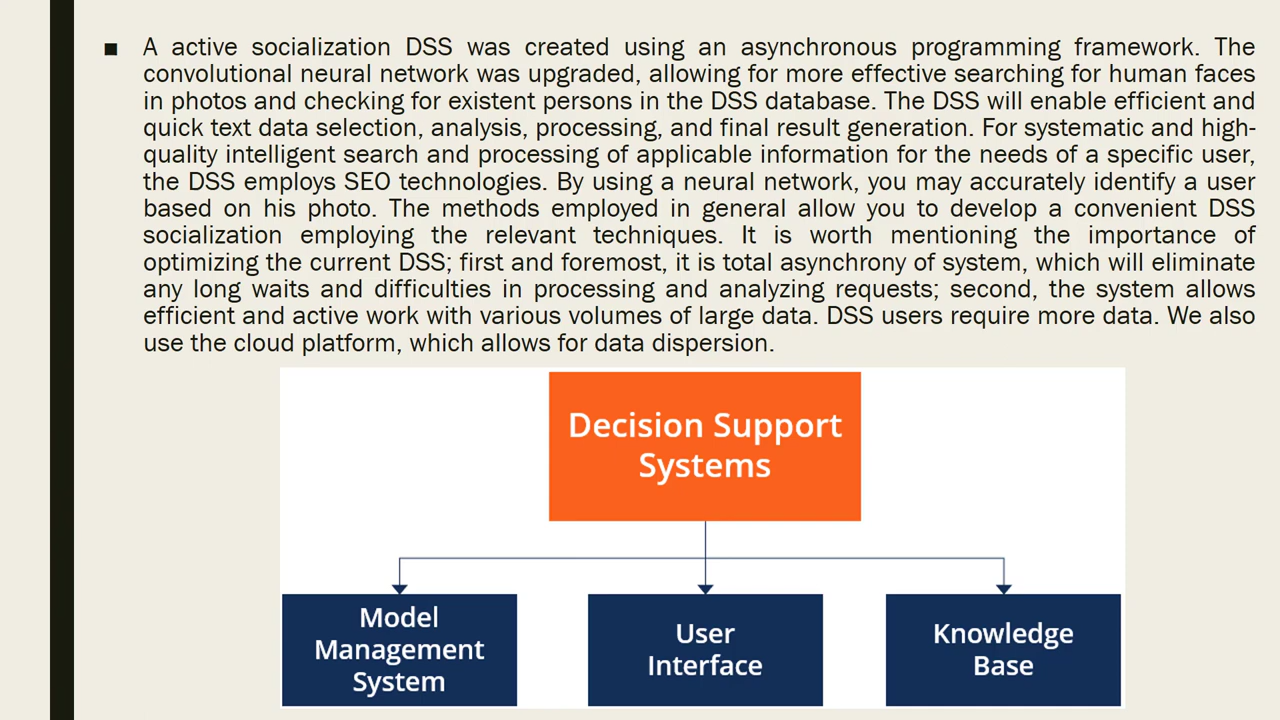 ■ A active socialization DSS was created using an asynchronous programming framework. The
convolutional neural network was upgraded, allowing for more effective searching for human faces
in photos and checking for existent persons in the DSS database. The DSS will enable efficient and
quick text data selection, analysis, processing, and final result generation. For systematic and high-
quality intelligent search and processing of applicable information for the needs of a specific user,
the DSS employs SEO technologies. By using a neural network, you may accurately identify a user
based on his photo. The methods employed in general allow you to develop a convenient DSS
socialization employing the relevant techniques. It is worth mentioning the importance of
optimizing the current DSS; first and foremost, it is total asynchrony of system, which will eliminate
any long waits and difficulties in processing and analyzing requests; second, the system allows
efficient and active work with various volumes of large data. DSS users require more data. We also
use the cloud platform, which allows for data dispersion.
Decision Support
Systems
Model
Management
System
User
Interface
Knowledge
Base